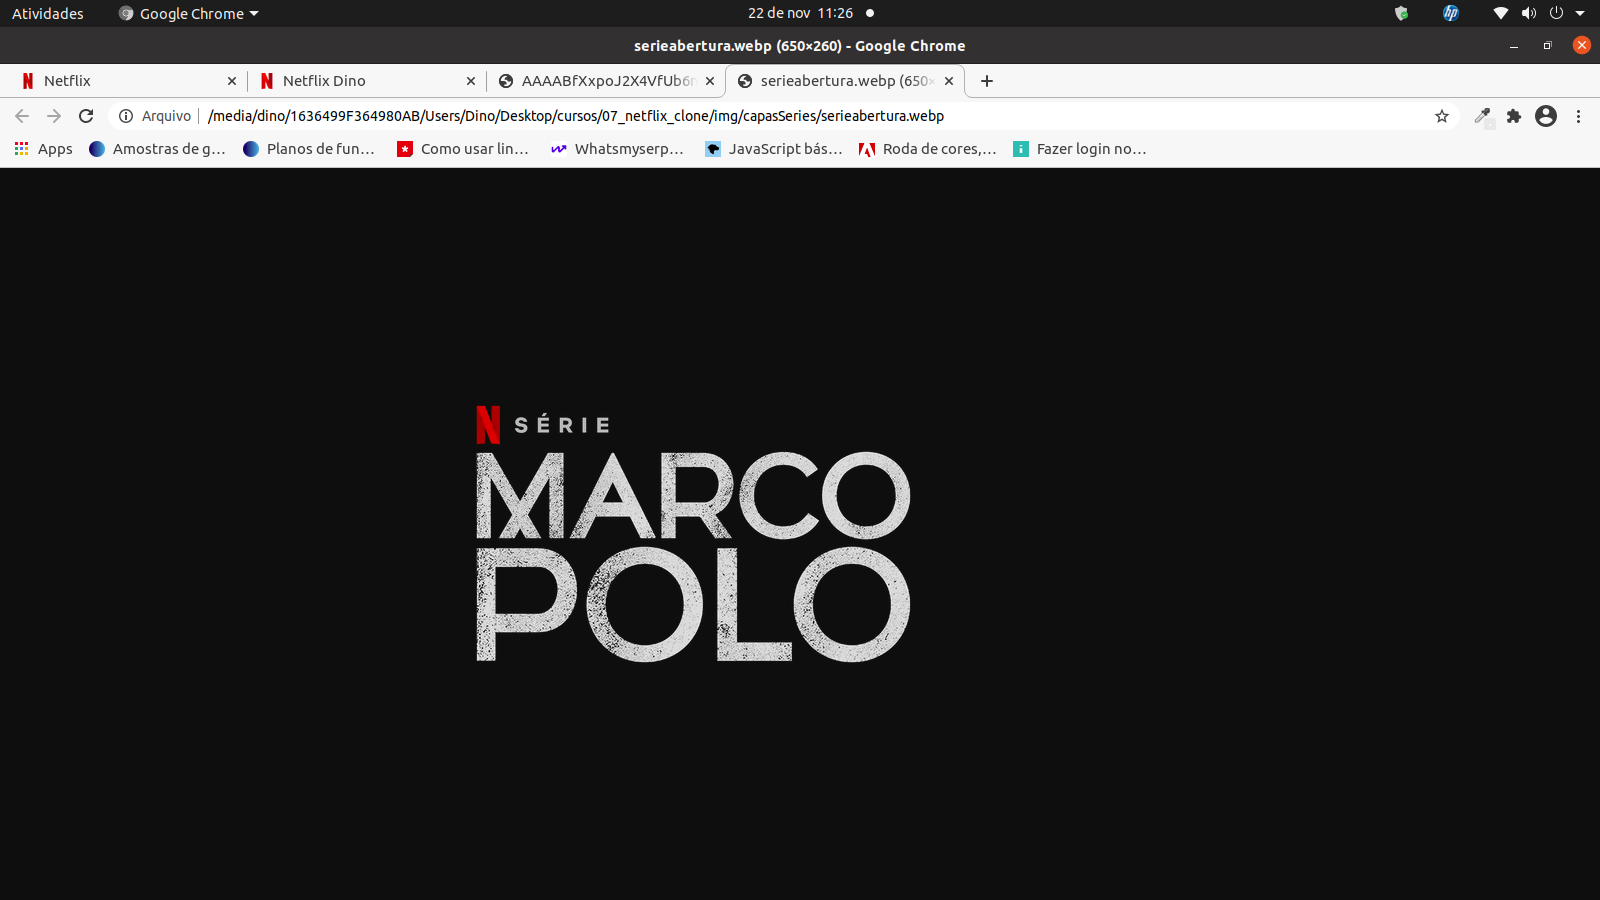 Atividades
Google Chrome
22 de nov 11:26
hp
serieabertura.webp (650×260) - Google Chrome
Netflix
Netflix Dino
AAAABfXxpoJ2X4VfUb6
serieabertura.webp (650×
Arquivo
/media/dino/1636499F364980AB/Users/Dino/Desktop/cursos/07_netflix_clone/img/capasSeries/serieabertura.webp
Apps
Amostras de g...
Planos de fun...
Como usar lin...
Whatsmyserp...
JavaScript bás...
Roda de cores,...
Fazer login no...
N SÉRIE
MARCO
POLO